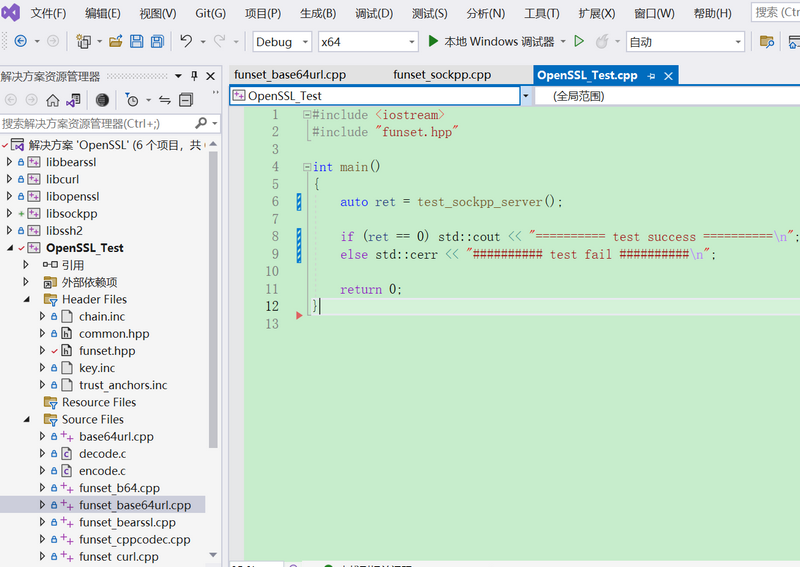 文件(F) 编辑(E) 视图(V) Git(G) 项目(P) 生成(B) 调试(D) 测试(S) 分析(N) 工具(T) 扩展(X) 窗口(W) 帮助(H) 搜索 (Ct
Debug x64 本地 Windows 调试器 自动
解决方案资源管理器
搜索解决方案资源管理器(Ctrl+;)
解决方案 'OpenSSL' (6 个项目, 共
libbearssl
libcurl
libopenssl
libsockpp
libssh2
OpenSSL_Test
引用
外部依赖项
Header Files
chain.inc
common.hpp
funset.hpp
key.inc
trust_anchors.inc
Resource Files
Source Files
base64url.cpp
decode.c
encode.c
funset_b64.cpp
funset_base64url.cpp
funset_bearssl.cpp
funset_cppcodec.cpp
funset_curl.cpp
funset_base64url.cpp funset_sockpp.cpp OpenSSL_Test.cpp
OpenSSL_Test (全局范围)
1 #include <iostream>
2 #include "funset.hpp"
3
4 int main()
5 {
6 auto ret = test_sockpp_server();
7
8 if (ret == 0) std::cout << "========== test success ==========\n";
9 else std::cerr << "########## test fail ##########\n";
10
11 return 0;
12 }
13